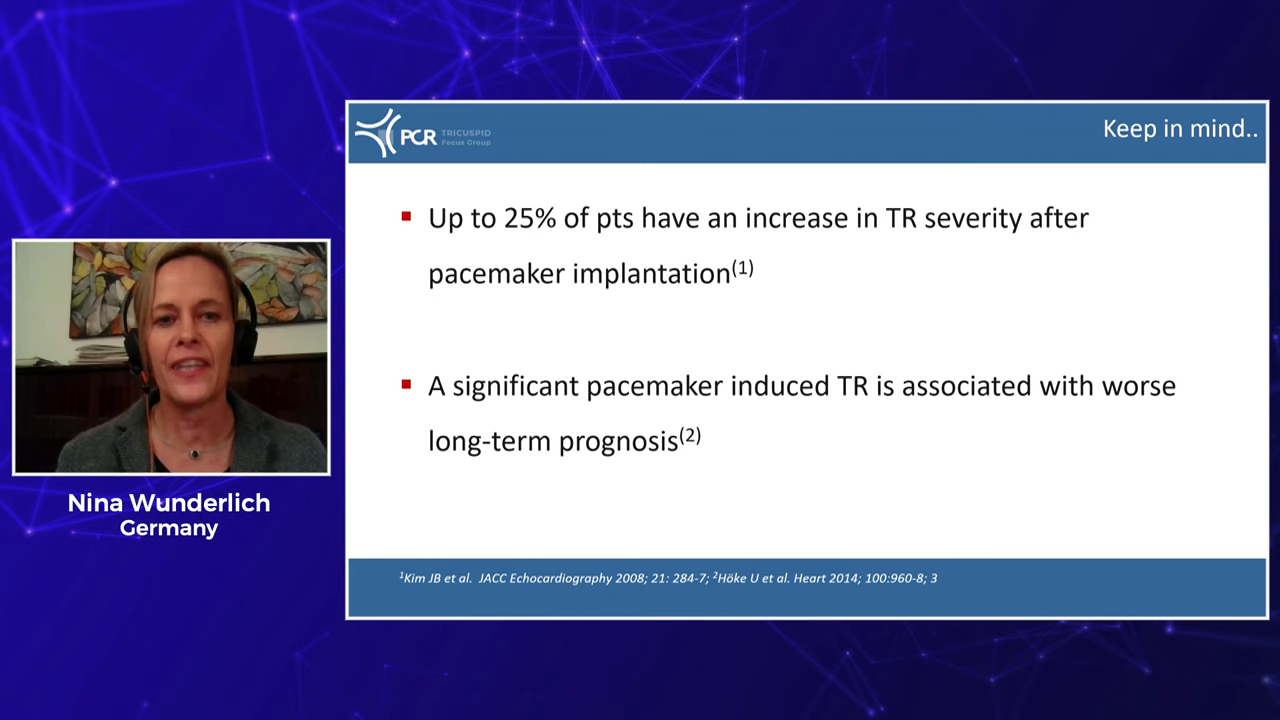 PCR TRICUSPID
Focus Group
Keep in mind..
▪ Up to 25% of pts have an increase in TR severity after
pacemaker implantation(1)
▪ A significant pacemaker induced TR is associated with worse
long-term prognosis(2)
Nina Wunderlich
Germany
1Kim JB et al. JACC Echocardiography 2008; 21: 284-7; 2Höke U et al. Heart 2014; 100:960-8; 3